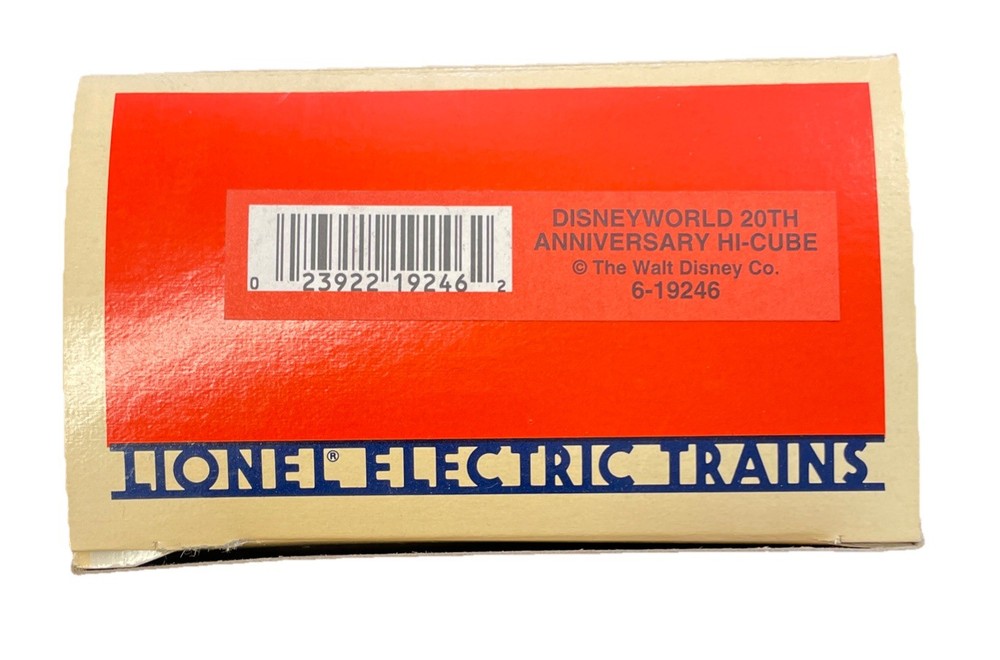 DISNEYWORLD 20TH
ANNIVERSARY HI-CUBE
© The Walt Disney Co.
6-19246
0 23922 19246 2
LIONEL® ELECTRIC TRAINS